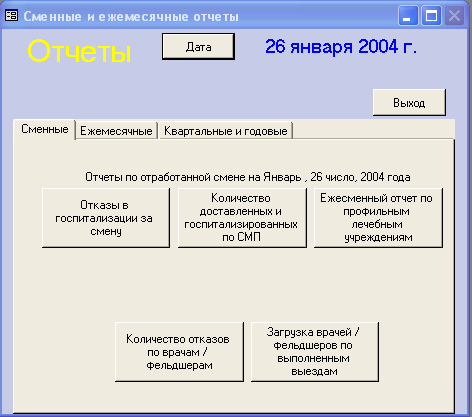 Сменные и ежемесячные отчеты
Отчеты
Дата
26 января 2004 г.
Выход
Сменные
Ежемесячные
Квартальные и годовые
Отчеты по отработанной смене на Январь , 26 число, 2004 года
Отказы в
госпитализации за
смену
Количество
доставленных и
госпитализированных
по СМП
Ежесменный отчет по
профильным
лечебным
учреждениям
Количество отказов
по врачам /
фельдшерам
Загрузка врачей /
фельдшеров по
выполненным
выездам